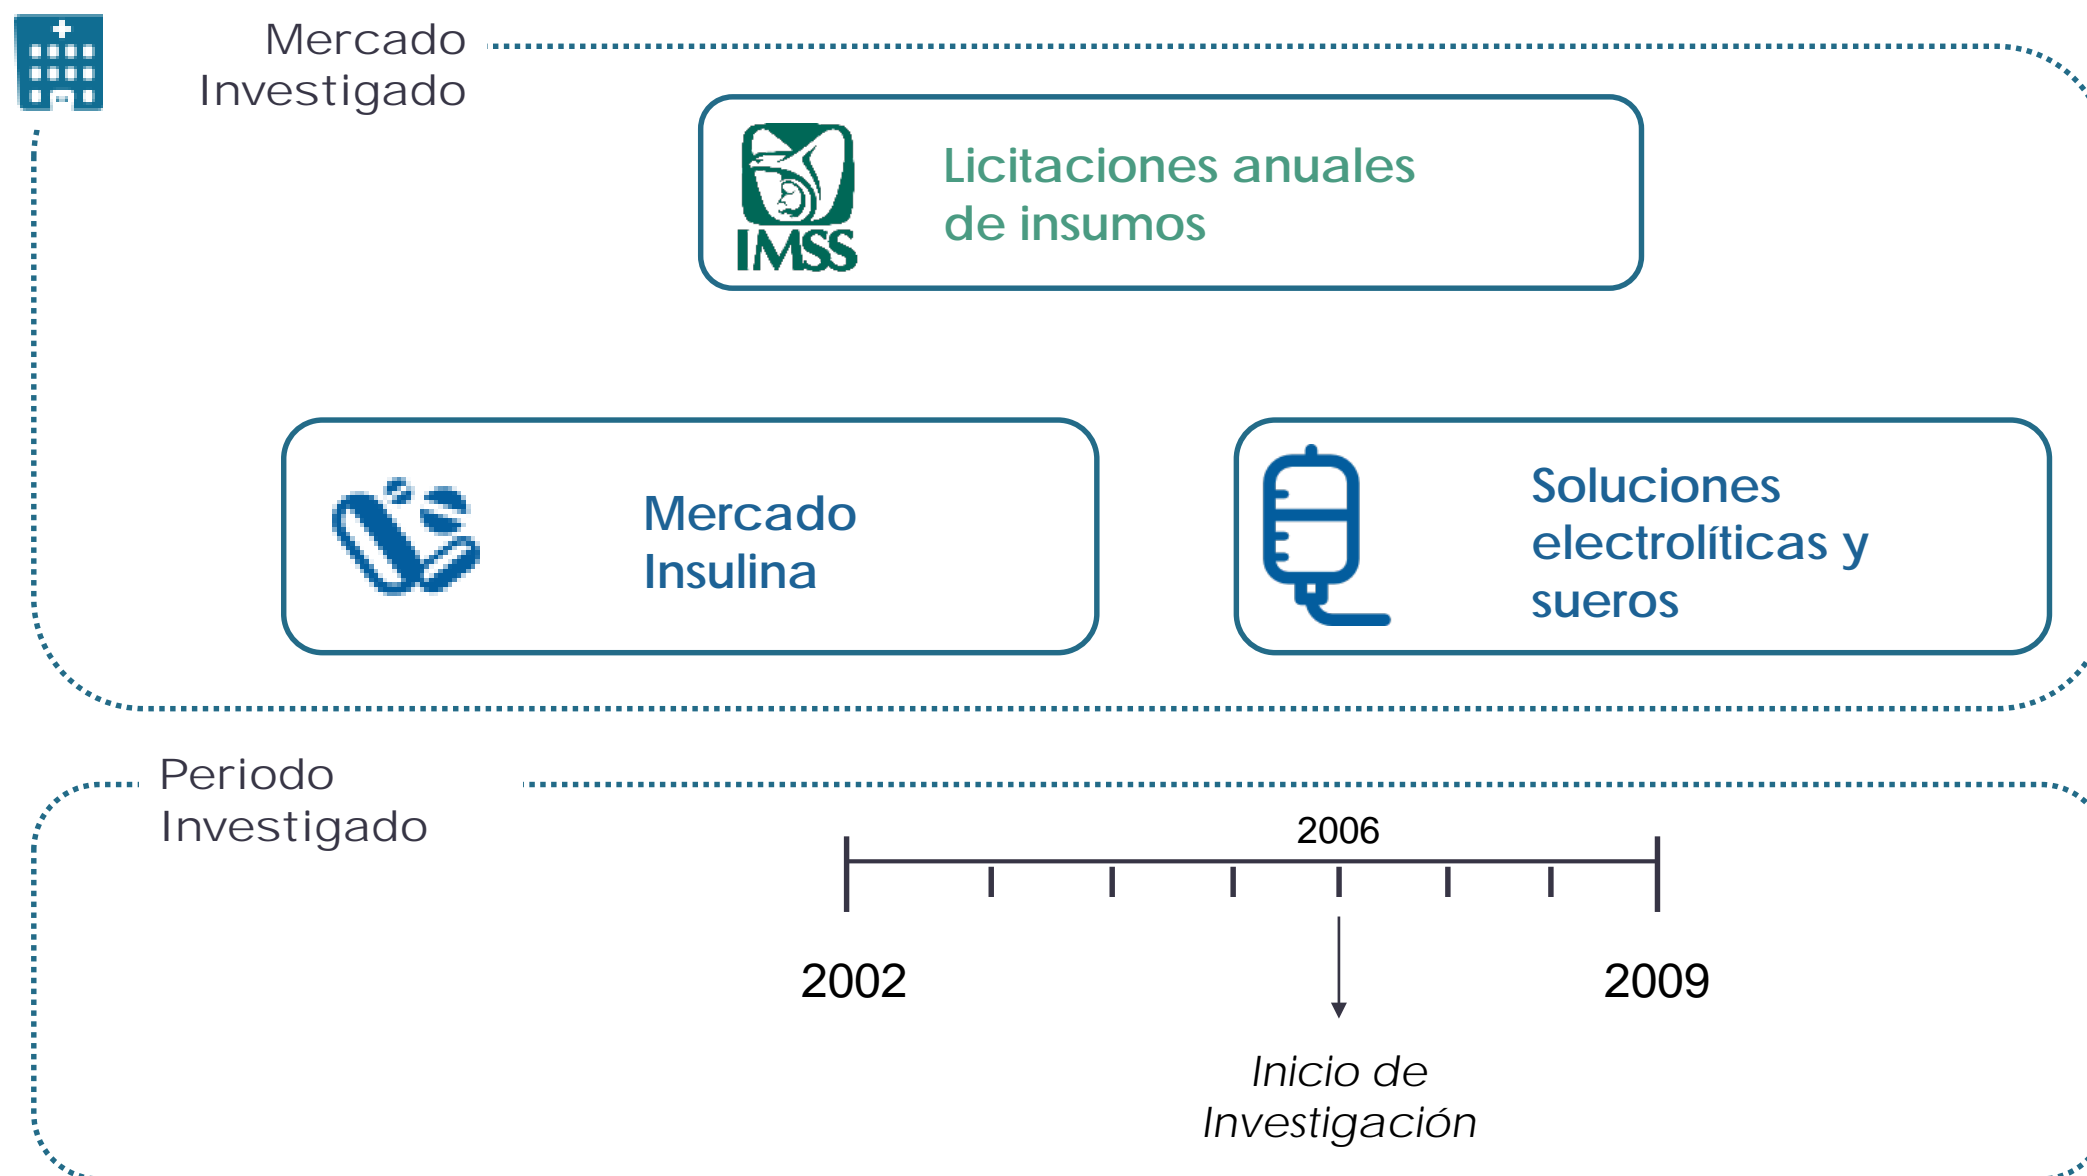 Mercado
Investigado
IMSS
Licitaciones anuales
de insumos
Mercado
Insulina
Soluciones
electrolíticas y
sueros
Periodo
Investigado
2006
2002
2009
Inicio de
Investigación